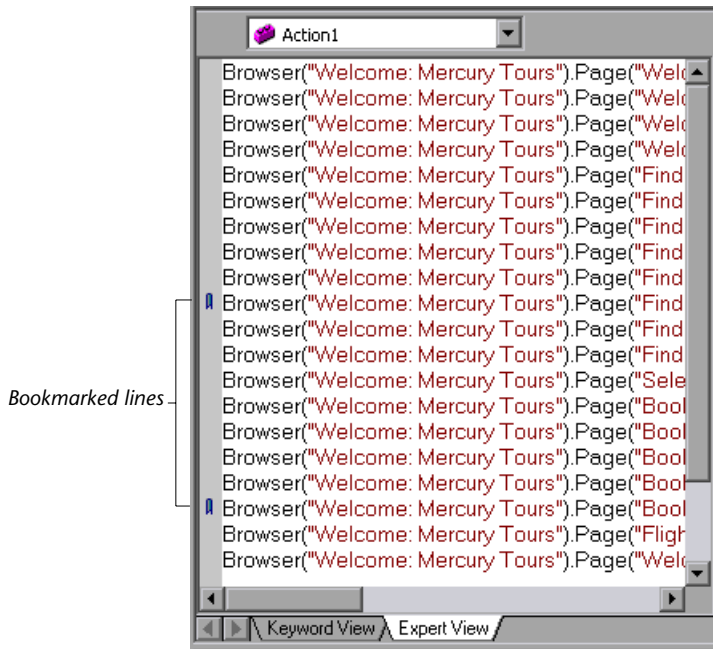 Action1
Browser("Welcome: Mercury Tours").Page("Welc
Browser("Welcome: Mercury Tours").Page("Welc
Browser("Welcome: Mercury Tours").Page("Welc
Browser("Welcome: Mercury Tours").Page("Welc
Browser("Welcome: Mercury Tours").Page("Find
Browser("Welcome: Mercury Tours").Page("Find
Browser("Welcome: Mercury Tours").Page("Find
Browser("Welcome: Mercury Tours").Page("Find
Browser("Welcome: Mercury Tours").Page("Find
Browser("Welcome: Mercury Tours").Page("Find
Browser("Welcome: Mercury Tours").Page("Find
Browser("Welcome: Mercury Tours").Page("Find
Browser("Welcome: Mercury Tours").Page("Sele
Bookmarked lines
Browser("Welcome: Mercury Tours").Page("Bool
Browser("Welcome: Mercury Tours").Page("Bool
Browser("Welcome: Mercury Tours").Page("Bool
Browser("Welcome: Mercury Tours").Page("Bool
Browser("Welcome: Mercury Tours").Page("Bool
Browser("Welcome: Mercury Tours").Page("Fligh
Browser("Welcome: Mercury Tours").Page("Welc
Keyword View
Expert View